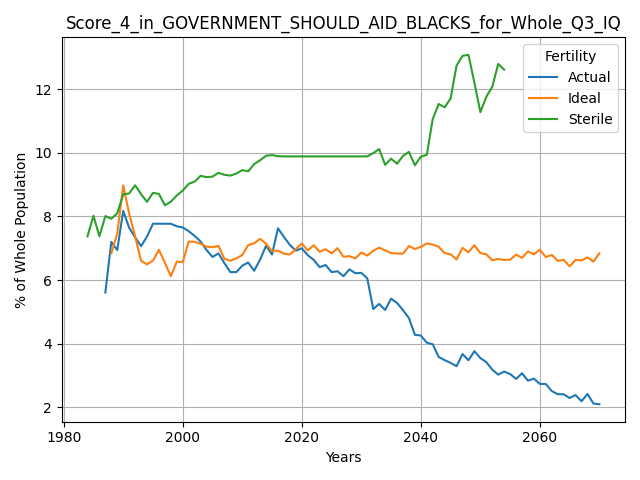 Score_4_in_GOVERNMENT_SHOULD_AID_BLACKS_for_Whole_Q3_IQ
Fertility
Actual
Ideal
Sterile
% of Whole Population
12
10
8
6
4
2
1980
2000
2020
2040
2060
Years